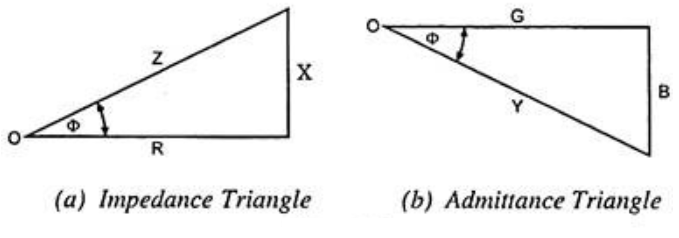 O Z Φ R X
O G Φ Y B
(a) Impedance Triangle
(b) Admittance Triangle